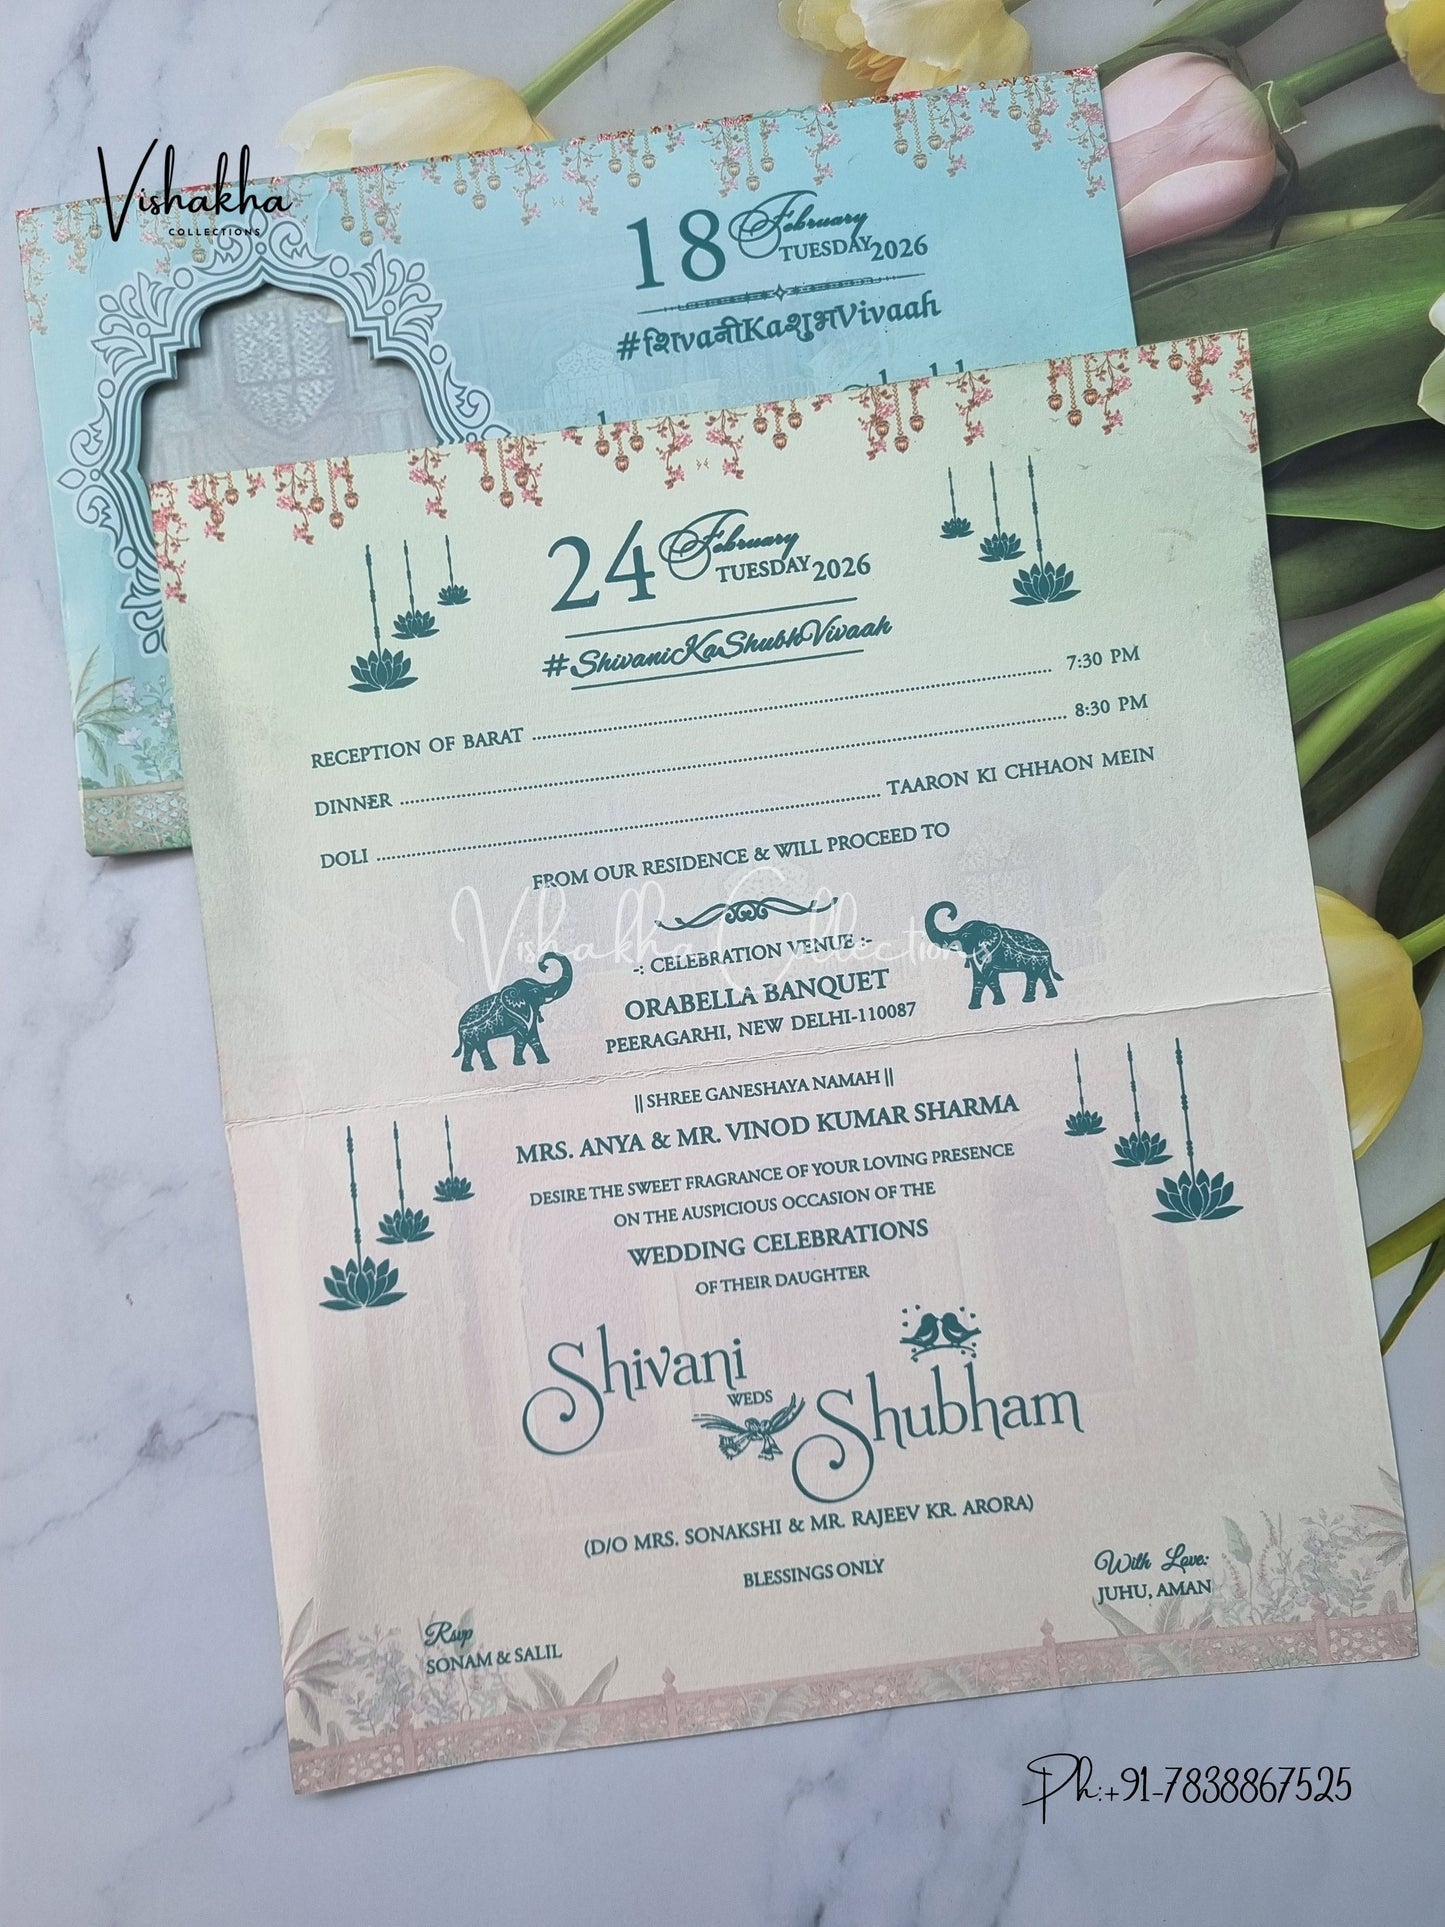 Vishakha
COLLECTIONS
18 February
TUESDAY 2026
#शिvaनीKaशुभVivaah
24 February
TUESDAY 2026
#ShivaniKaShubhVivaah
RECEPTION OF BARAT ........ 7:30 PM
DINNER ........ 8:30 PM
DOLI ........ TAARON KI CHHAON MEIN
FROM OUR RESIDENCE & WILL PROCEED TO
Vishakha Collections
-: CELEBRATION VENUE :-
ORABELLA BANQUET
PEERAGARHI, NEW DELHI-110087
|| SHREE GANESHAYA NAMAH ||
MRS. ANYA & MR. VINOD KUMAR SHARMA
DESIRE THE SWEET FRAGRANCE OF YOUR LOVING PRESENCE
ON THE AUSPICIOUS OCCASION OF THE
WEDDING CELEBRATIONS
OF THEIR DAUGHTER
Shivani
WEDS
Shubham
(D/O MRS. SONAKSHI & MR. RAJEEV KR. ARORA)
BLESSINGS ONLY
With Love:
JUHU, AMAN
Rsvp
SONAM & SALIL
Ph:+91-7838867525